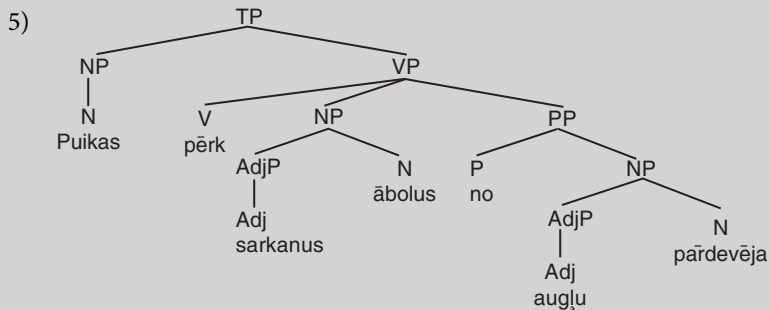 5)
TP
NP VP
N V NP PP
Puikas pērk
AdjP N P NP
ābolus no
Adj AdjP N
sarkanus pārdevēja
Adj
augļu